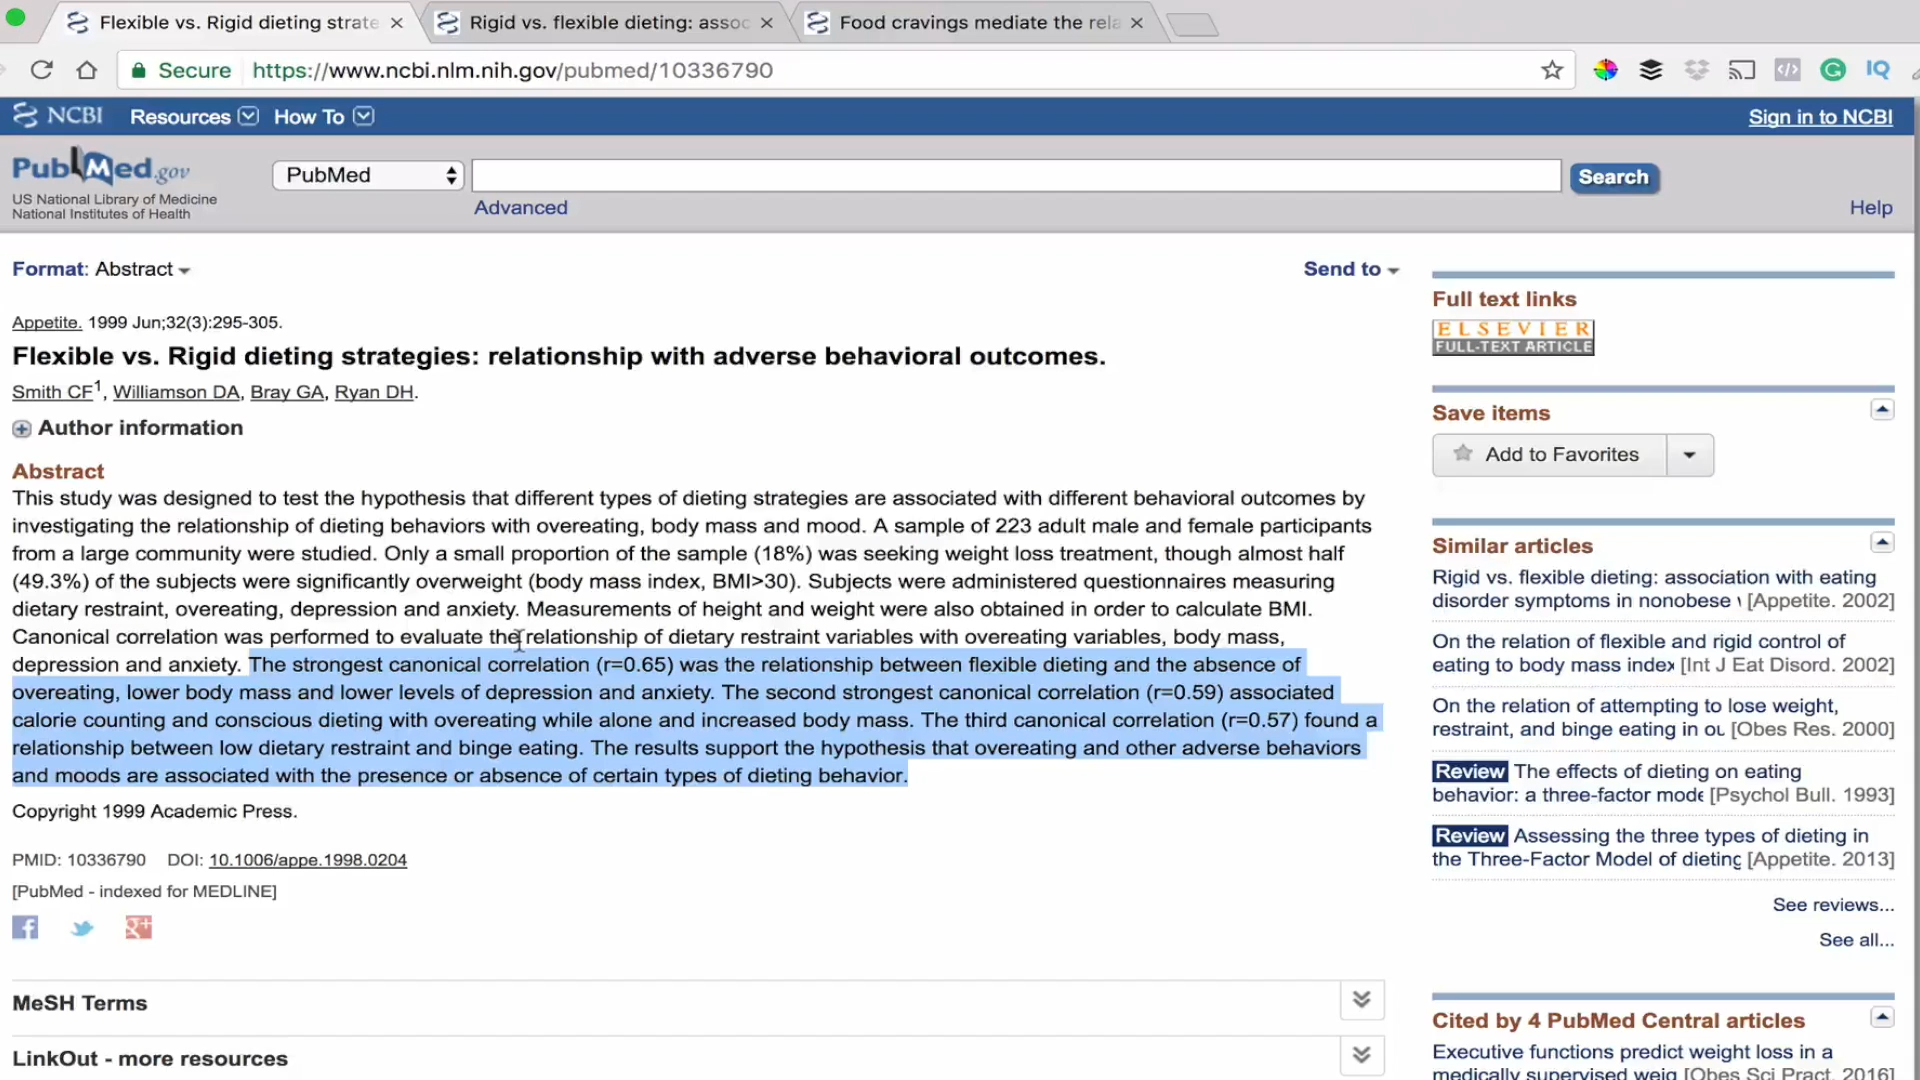 Flexible vs. Rigid dieting strate
Rigid vs. flexible dieting: assoc
Food cravings mediate the rela
Secure https://www.ncbi.nlm.nih.gov/pubmed/10336790
IQ
NCBI Resources How To Sign in to NCBI
PubMed.gov
US National Library of Medicine
National Institutes of Health
PubMed
Search
Advanced
Help
Format: Abstract
Send to
Appetite. 1999 Jun;32(3):295-305.
Flexible vs. Rigid dieting strategies: relationship with adverse behavioral outcomes.
Smith CF1, Williamson DA, Bray GA, Ryan DH.
Author information
Abstract
This study was designed to test the hypothesis that different types of dieting strategies are associated with different behavioral outcomes by
investigating the relationship of dieting behaviors with overeating, body mass and mood. A sample of 223 adult male and female participants
from a large community were studied. Only a small proportion of the sample (18%) was seeking weight loss treatment, though almost half
(49.3%) of the subjects were significantly overweight (body mass index, BMI>30). Subjects were administered questionnaires measuring
dietary restraint, overeating, depression and anxiety. Measurements of height and weight were also obtained in order to calculate BMI.
Canonical correlation was performed to evaluate the relationship of dietary restraint variables with overeating variables, body mass,
depression and anxiety. The strongest canonical correlation (r=0.65) was the relationship between flexible dieting and the absence of
overeating, lower body mass and lower levels of depression and anxiety. The second strongest canonical correlation (r=0.59) associated
calorie counting and conscious dieting with overeating while alone and increased body mass. The third canonical correlation (r=0.57) found a
relationship between low dietary restraint and binge eating. The results support the hypothesis that overeating and other adverse behaviors
and moods are associated with the presence or absence of certain types of dieting behavior.
Copyright 1999 Academic Press.
PMID: 10336790 DOI: 10.1006/appe.1998.0204
[PubMed - indexed for MEDLINE]
g+
MeSH Terms
LinkOut - more resources
Full text links
ELSEVIER
FULL-TEXT ARTICLE
Save items
Add to Favorites
Similar articles
Rigid vs. flexible dieting: association with eating
disorder symptoms in nonobese [Appetite. 2002]
On the relation of flexible and rigid control of
eating to body mass index [Int J Eat Disord. 2002]
On the relation of attempting to lose weight,
restraint, and binge eating in ou [Obes Res. 2000]
Review The effects of dieting on eating
behavior: a three-factor mode [Psychol Bull. 1993]
Review Assessing the three types of dieting in
the Three-Factor Model of dieting [Appetite. 2013]
See reviews...
See all...
Cited by 4 PubMed Central articles
Executive functions predict weight loss in a
medically supervised weig [Obes Sci Pract. 2016]